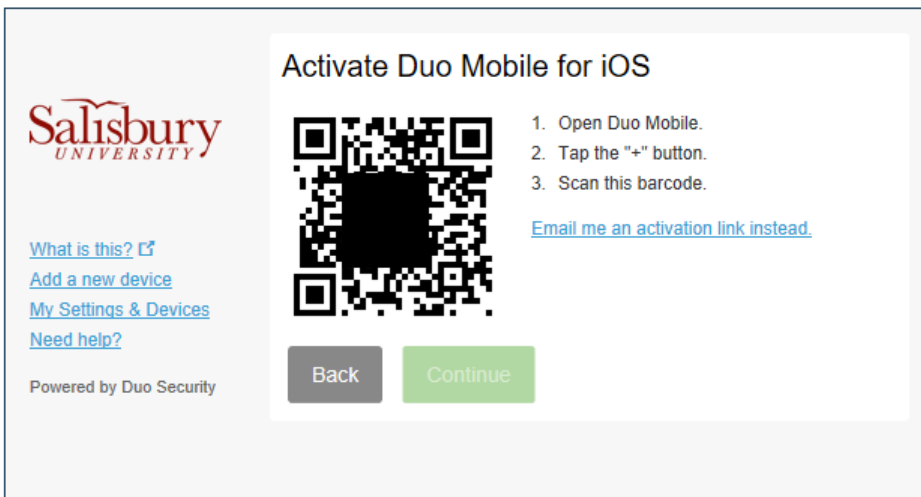 Activate Duo Mobile for iOS
Salisbury
UNIVERSITY
1. Open Duo Mobile.
2. Tap the "+" button.
3. Scan this barcode.
Email me an activation link instead.
What is this?
Add a new device
My Settings & Devices
Need help?
Powered by Duo Security
Back
Continue